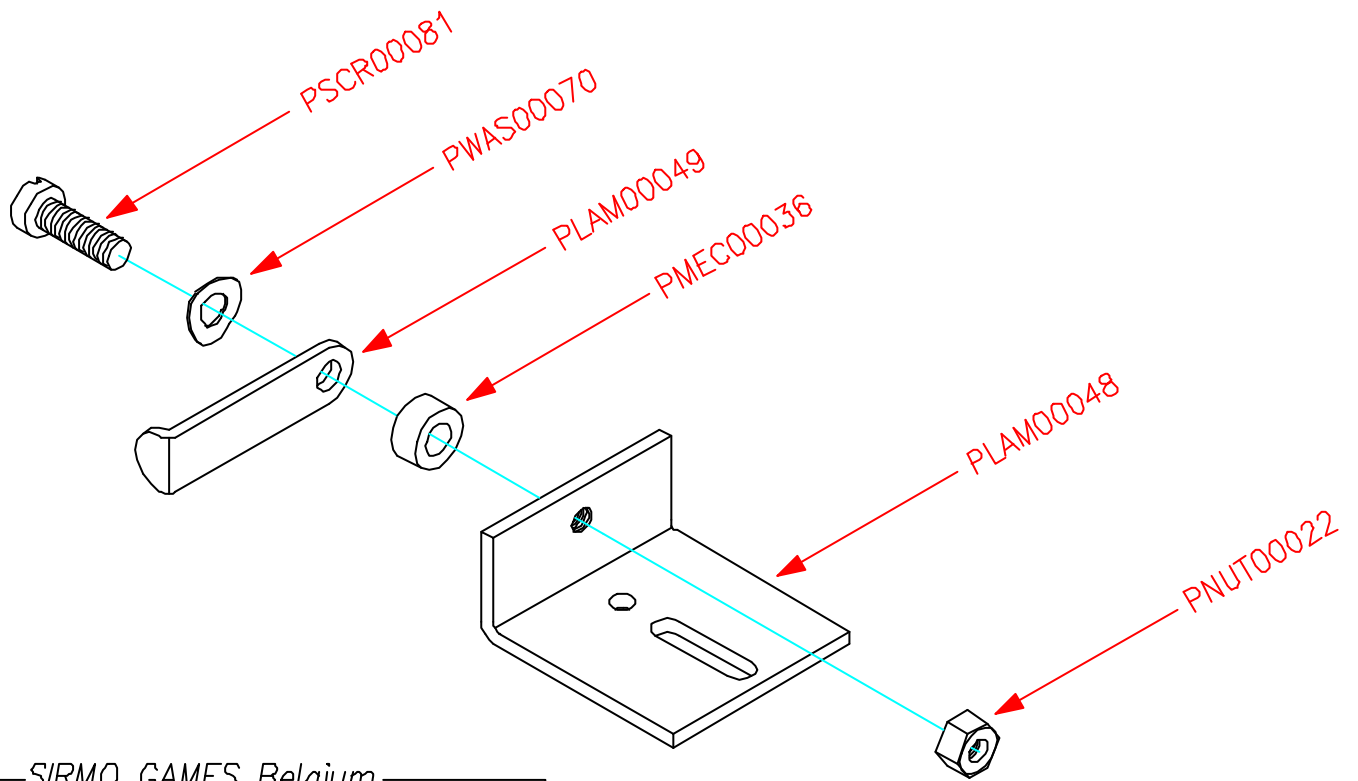 PSCR00081
PWAS00070
PLAM00049
PMEC00036
PLAM00048
PNUT00022
SIRMO GAMES Belgium